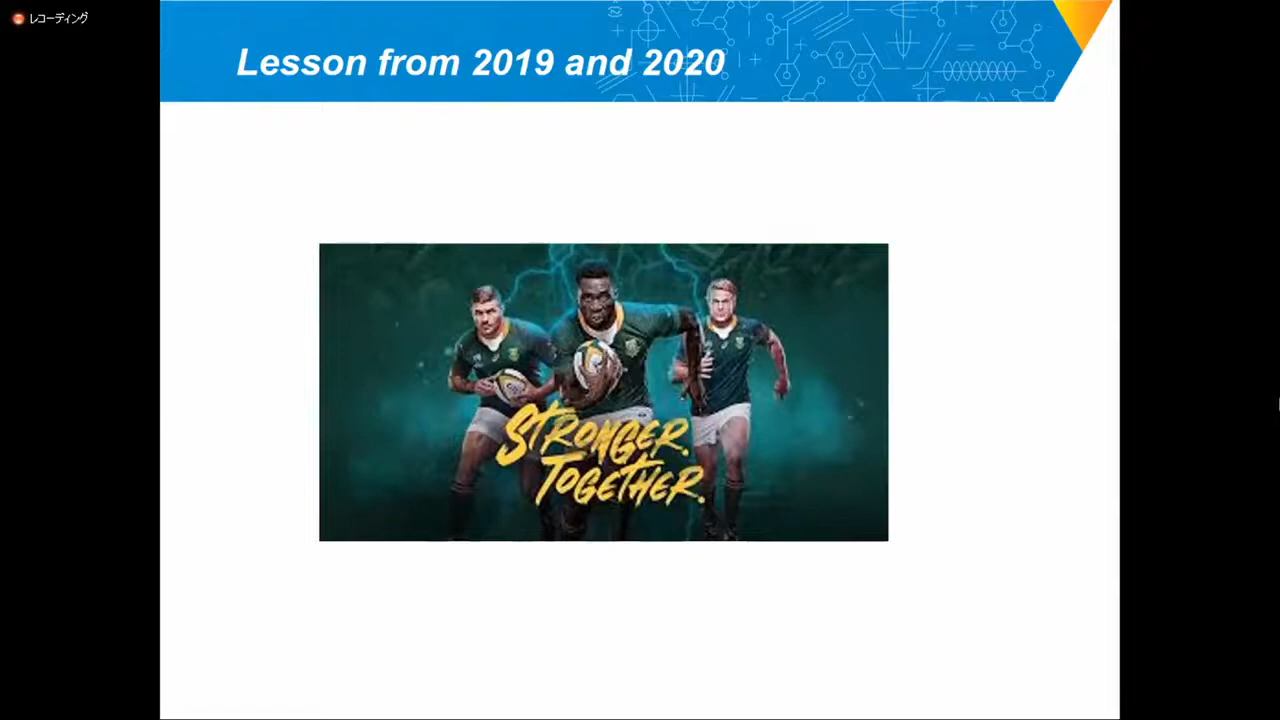 レコーディング
Lesson from 2019 and 2020
STRONGER.
TOGETHER.